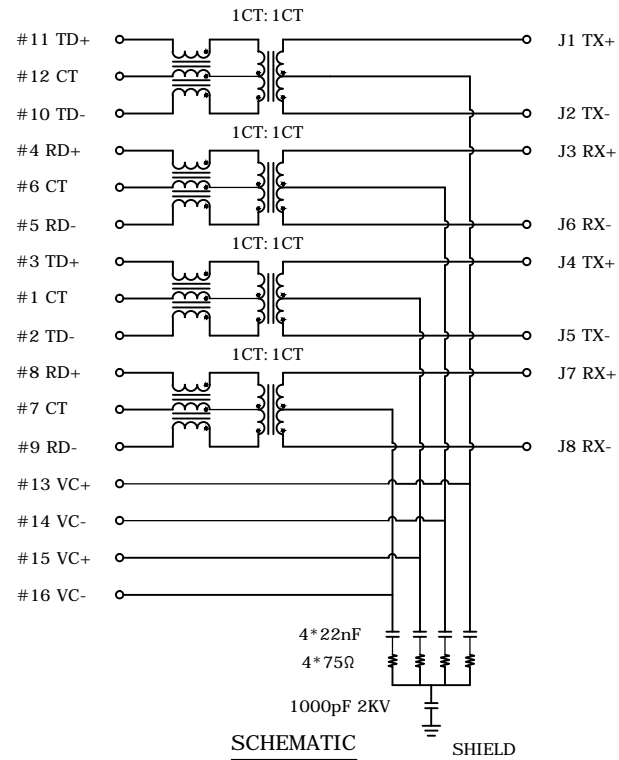 1CT: 1CT
#11 TD+ J1 TX+
#12 CT
#10 TD- J2 TX-
1CT: 1CT
#4 RD+ J3 RX+
#6 CT
#5 RD- J6 RX-
1CT: 1CT
#3 TD+ J4 TX+
#1 CT
#2 TD- J5 TX-
1CT: 1CT
#8 RD+ J7 RX+
#7 CT
#9 RD- J8 RX-
#13 VC+
#14 VC-
#15 VC+
#16 VC-
4*22nF
4*75Ω
1000pF 2KV
SCHEMATIC
SHIELD